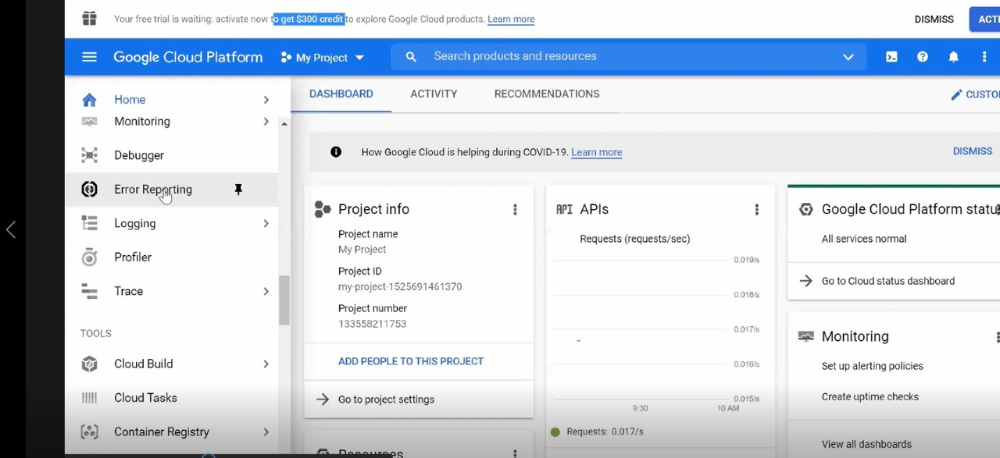 Your free trial is waiting: activate now to get $300 credit to explore Google Cloud products. Learn more
DISMISS
Google Cloud Platform
My Project
Search products and resources
Home
Monitoring
Debugger
Error Reporting
Logging
Profiler
Trace
TOOLS
Cloud Build
Cloud Tasks
Container Registry
DASHBOARD
ACTIVITY
RECOMMENDATIONS
How Google Cloud is helping during COVID-19. Learn more
DISMISS
Project info
Project name
My Project
Project ID
my-project-1525691461370
Project number
133558211753
ADD PEOPLE TO THIS PROJECT
Go to project settings
Resources
API APIs
Requests (requests/sec)
0.019/s
0.018/s
0.017/s
0.016/s
0.015/s
9:30
10 AM
Requests: 0.017/s
Google Cloud Platform statu
All services normal
Go to Cloud status dashboard
Monitoring
Set up alerting policies
Create uptime checks
View all dashboards